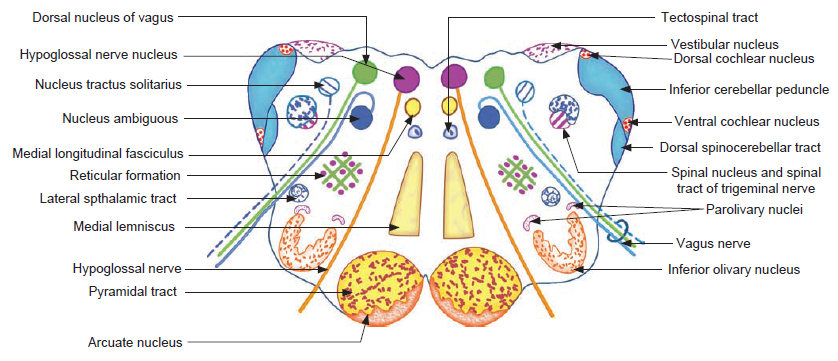 Dorsal nucleus of vagus
Hypoglossal nerve nucleus
Nucleus tractus solitarius
Nucleus ambiguous
Medial longitudinal fasciculus
Reticular formation
Lateral spthalamic tract
Medial lemniscus
Hypoglossal nerve
Pyramidal tract
Arcuate nucleus
Tectospinal tract
Vestibular nucleus
Dorsal cochlear nucleus
Inferior cerebellar peduncle
Ventral cochlear nucleus
Dorsal spinocerebellar tract
Spinal nucleus and spinal
tract of trigeminal nerve
Parolivary nuclei
Vagus nerve
Inferior olivary nucleus